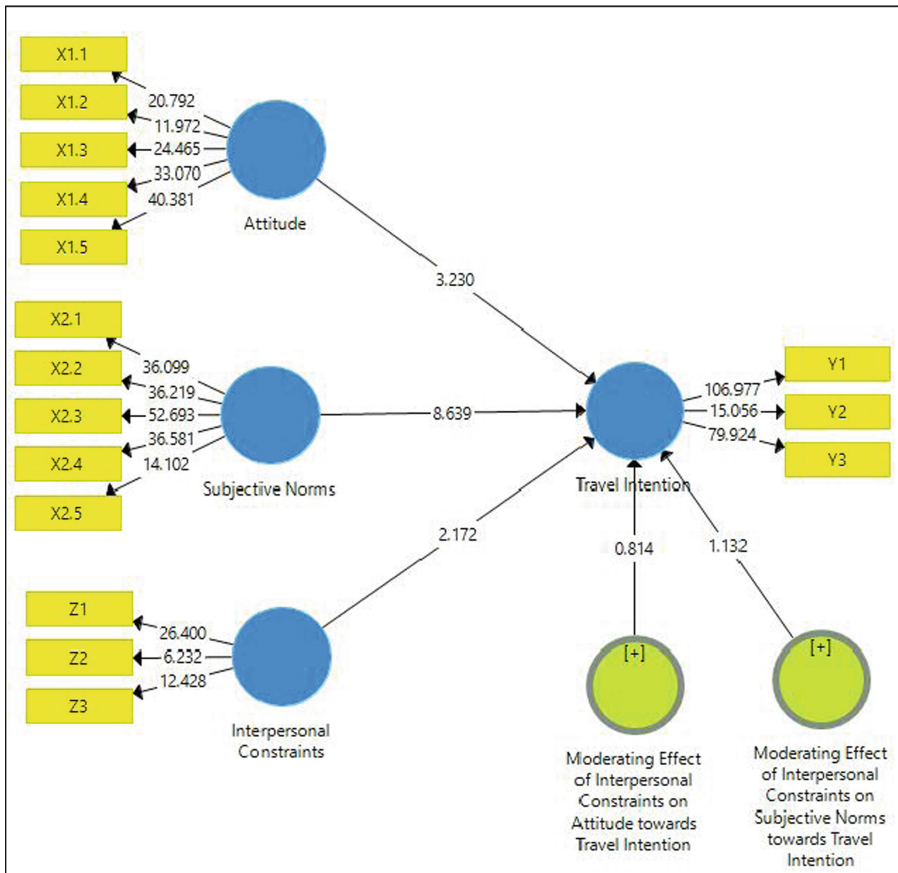 X1.1
X1.2
X1.3
X1.4
X1.5
20.792
11.972
24.465
33.070
40.381
Attitude
3.230
X2.1
X2.2
X2.3
X2.4
X2.5
36.099
36.219
52.693
36.581
14.102
Subjective Norms
8.639
Travel Intention
106.977
15.056
79.924
Y1
Y2
Y3
2.172
0.814
1.132
Z1
Z2
Z3
26.400
6.232
12.428
Interpersonal
Constraints
[+]
Moderating Effect
of Interpersonal
Constraints on
Attitude towards
Travel Intention
[+]
Moderating Effect
of Interpersonal
Constraints on
Subjective Norms
towards Travel
Intention